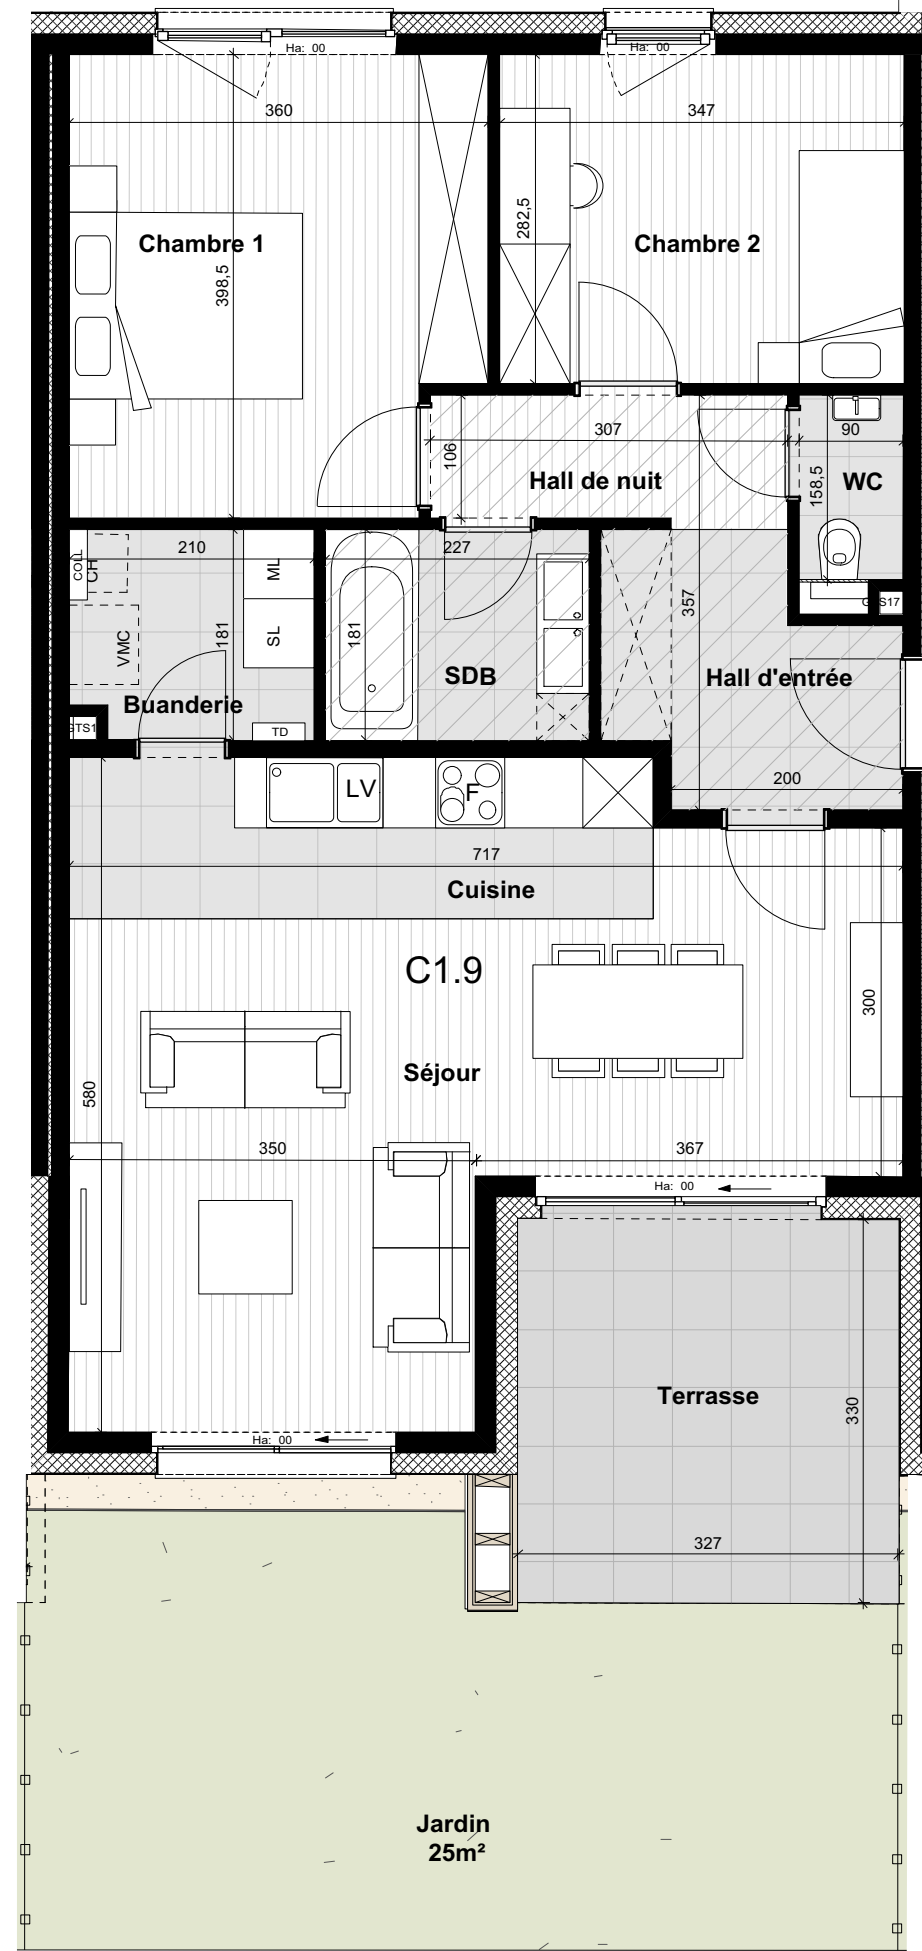 Ha: 00
Ha: 00
360
347
282,5
Chambre 1
Chambre 2
398,5
307
90
106
Hall de nuit
158,5
WC
210
227
COLL
CH
ML
VMC
181
SL
181
357
SDB
Hall d'entrée
Buanderie
TD
200
LV
F
717
Cuisine
C1.9
300
Séjour
580
350
367
Ha: 00
Terrasse
330
Ha: 00
327
Jardin
25m²